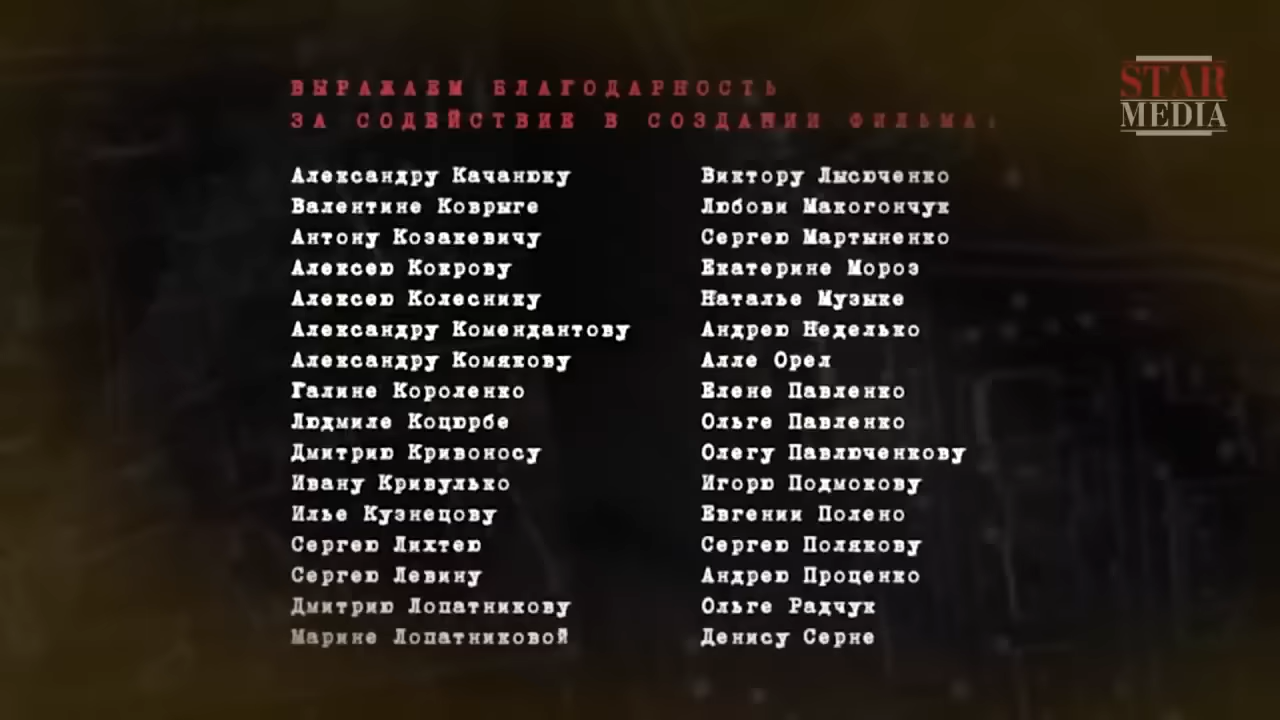 ВЫРАЖАЕМ БЛАГОДАРНОСТЬ
ЗА СОДЕЙСТВИЕ В СОЗДАНИИ ФИЛЬМА:
STAR
MEDIA
Александру Качанюку
Валентине Коврыге
Антону Козакевичу
Алексею Кокрову
Алексею Колеснику
Александру Комендантову
Александру Комякову
Галине Короленко
Людмиле Коцюрбе
Дмитрию Кривоносу
Ивану Кривулько
Илье Кузнецову
Сергею Лихтею
Сергею Левину
Дмитрию Лопатникову
Марине Лопатниковой
Виктору Лысюченко
Любови Макогончук
Сергею Мартыненко
Екатерине Мороз
Наталье Музыке
Андрею Неделько
Алле Орел
Елене Павленко
Ольге Павленко
Олегу Павлюченкову
Игорю Подмокову
Евгении Полено
Сергею Полякову
Андрею Проценко
Ольге Радчук
Денису Серне